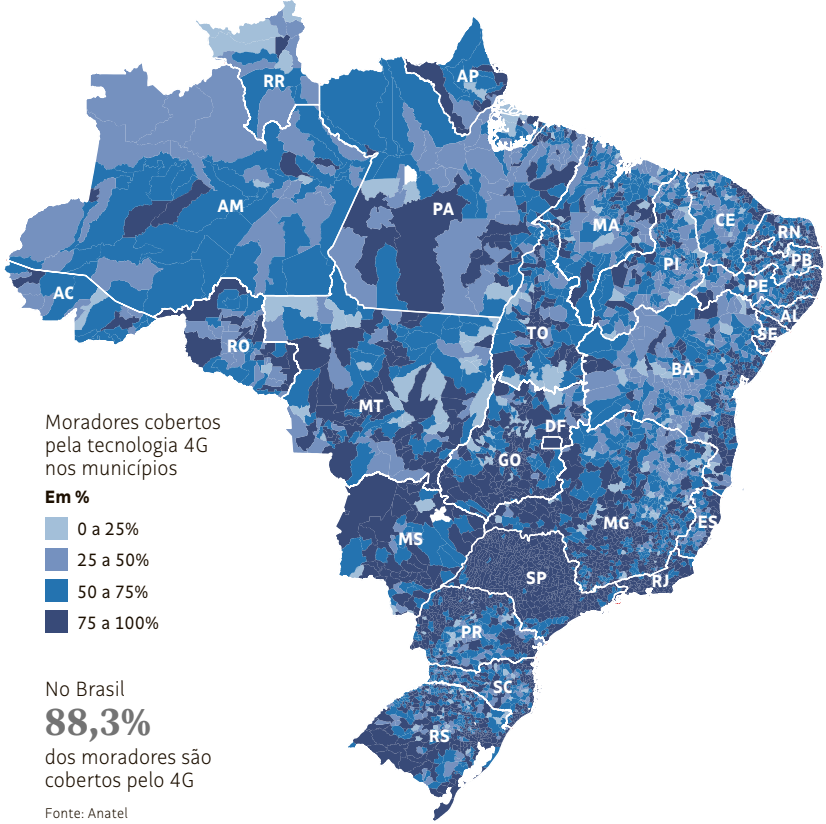 RR
AP
AM
PA
MA
CE
RN
PB
PI
PE
AL
SE
AC
TO
RO
BA
MT
DF
GO
MG
ES
MS
SP
RJ
PR
SC
RS
Moradores cobertos
pela tecnologia 4G
nos municípios
Em %
0 a 25%
25 a 50%
50 a 75%
75 a 100%
No Brasil
88,3%
dos moradores são
cobertos pelo 4G
Fonte: Anatel